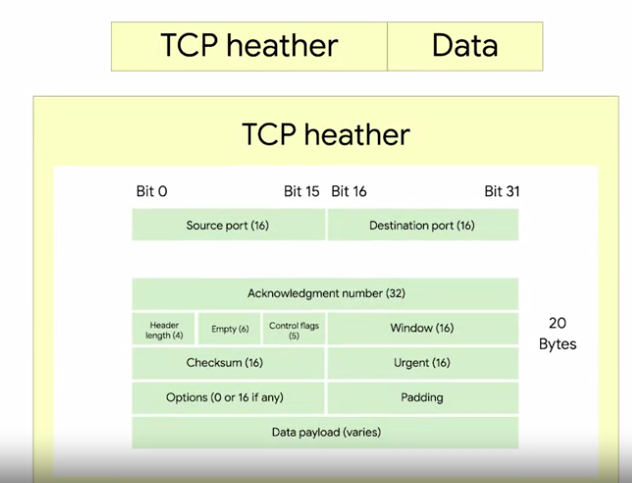 TCP heather Data
TCP heather
Bit 0 Bit 15 Bit 16 Bit 31
Source port (16) Destination port (16)
Acknowledgment number (32)
Header length (4) Empty (6) Control flags (5) Window (16)
20 Bytes
Checksum (16) Urgent (16)
Options (0 or 16 if any) Padding
Data payload (varies)